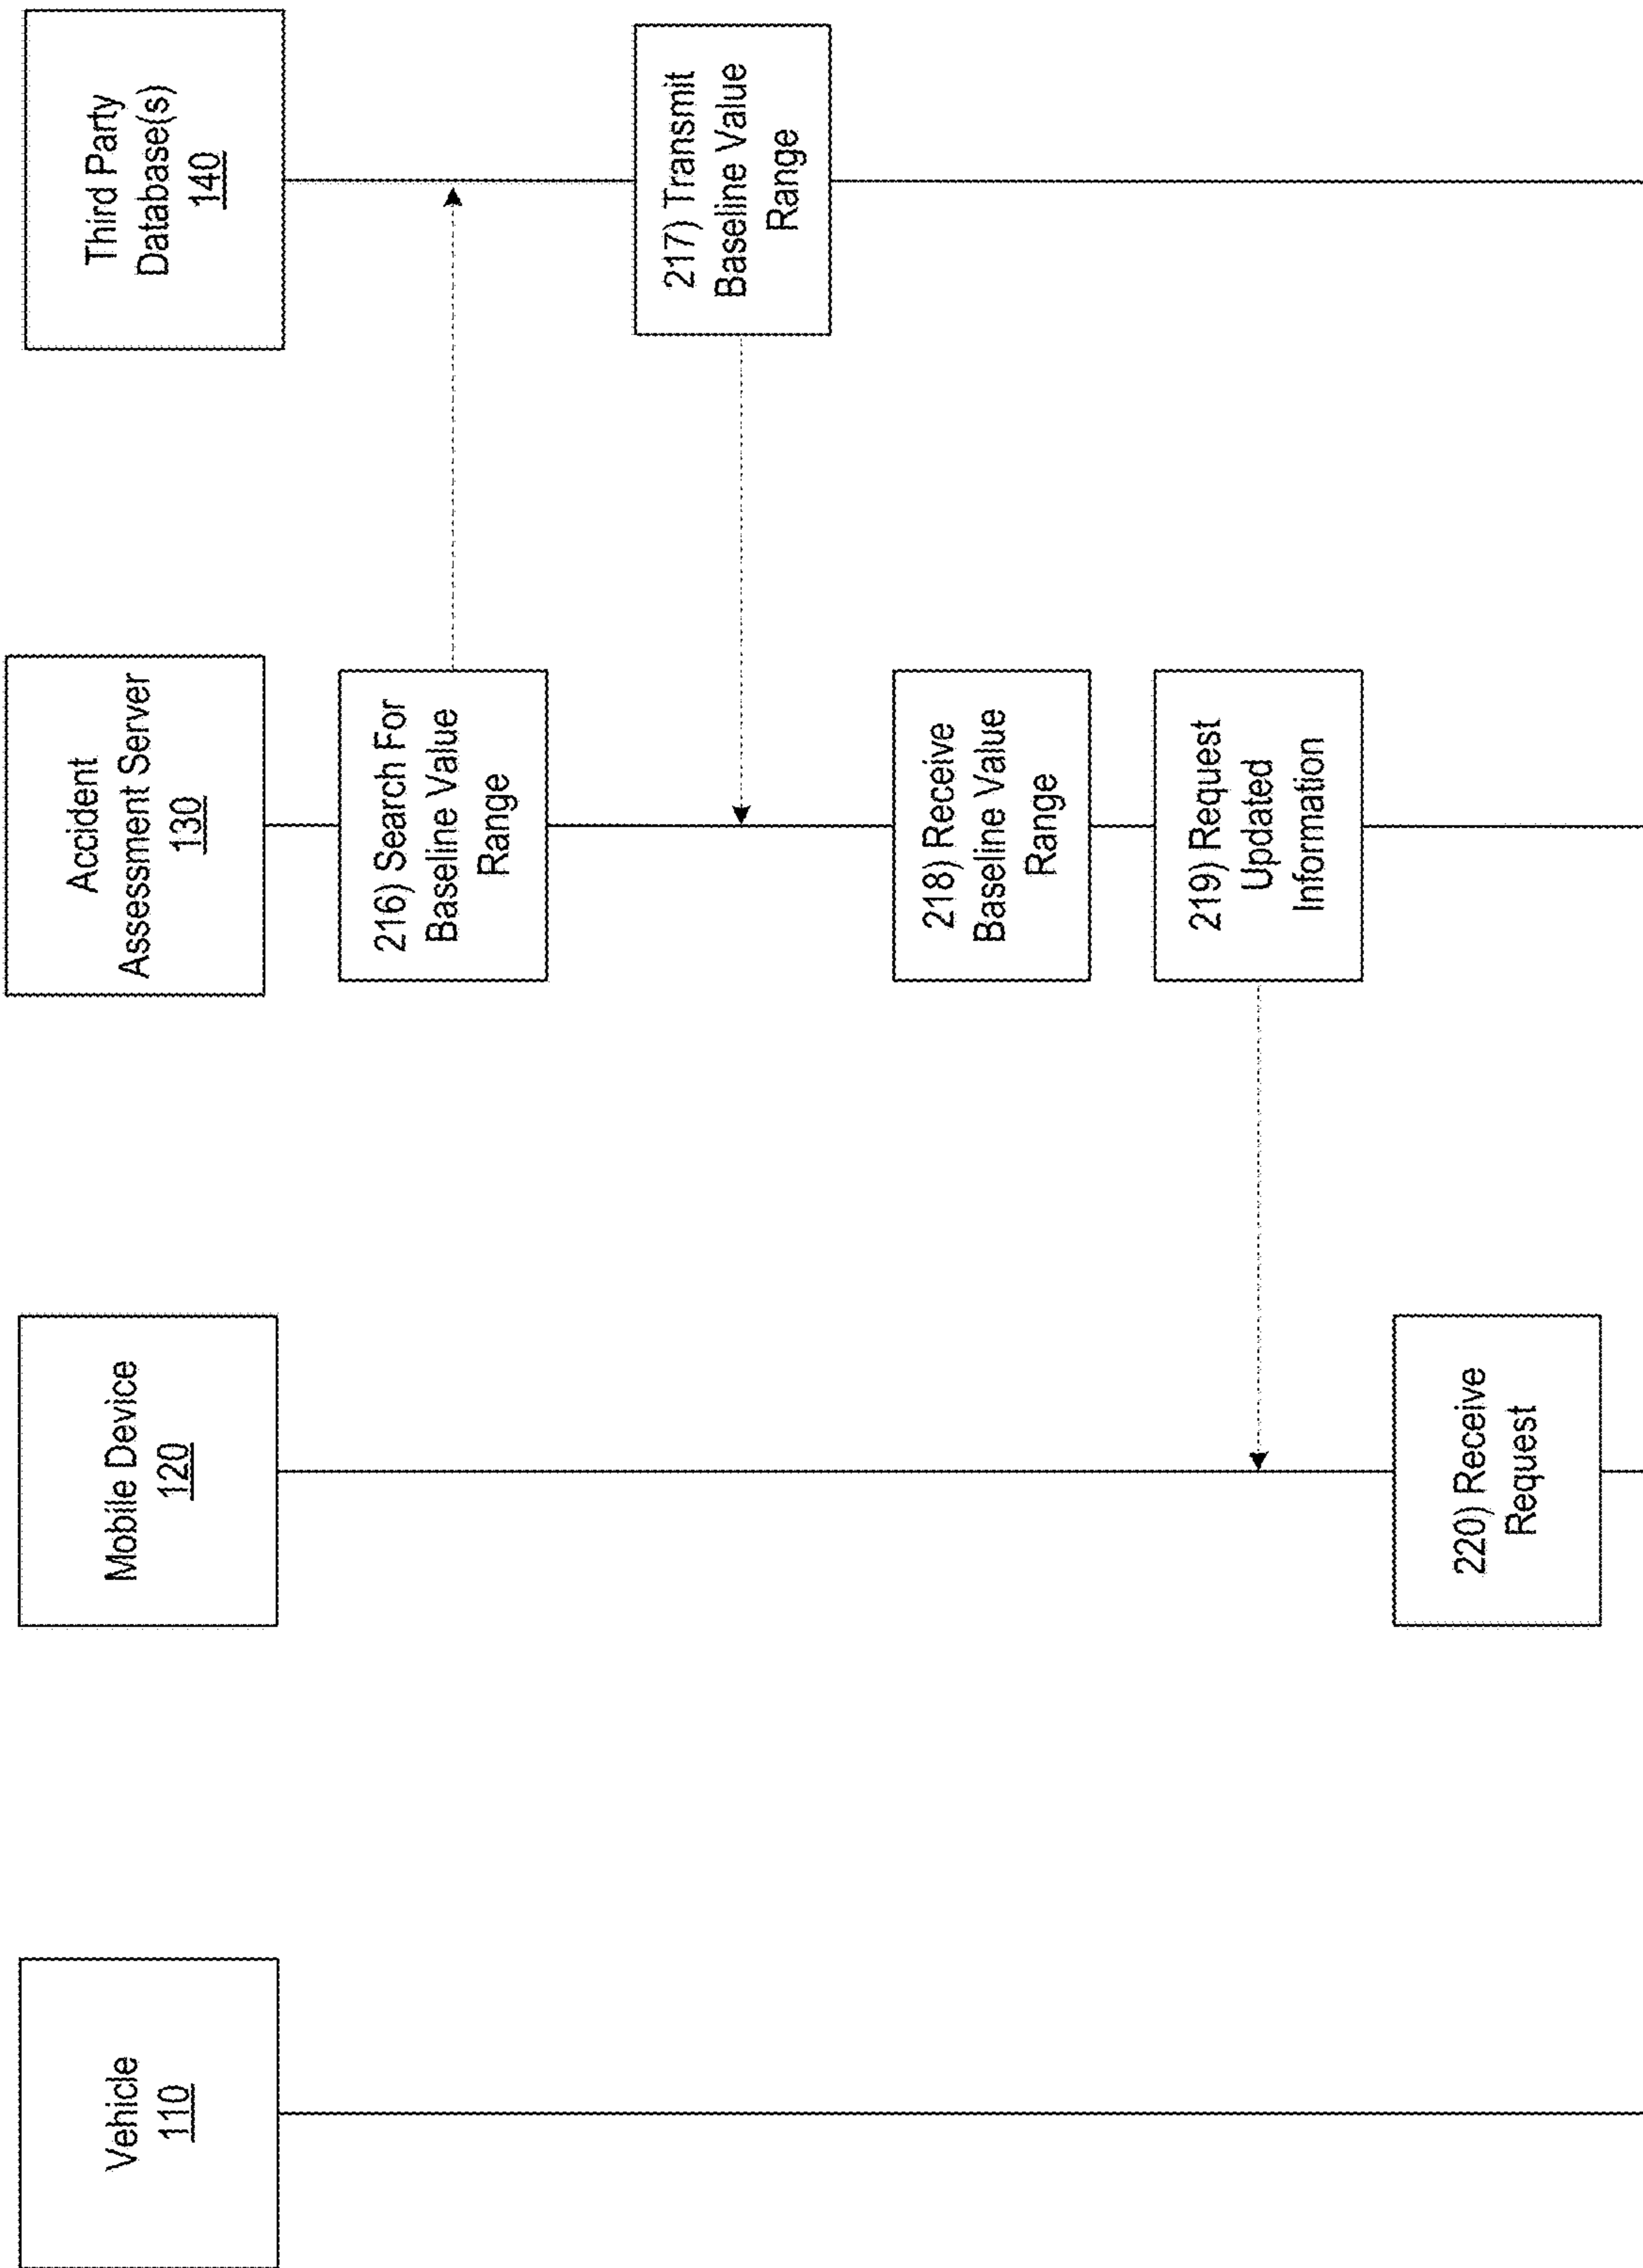 Vehicle
110
Mobile Device
120
Accident
Assessment Server
130
Third Party
Database(s)
140
216) Search For
Baseline Value
Range
217) Transmit
Baseline Value
Range
218) Receive
Baseline Value
Range
219) Request
Updated
Information
220) Receive
Request